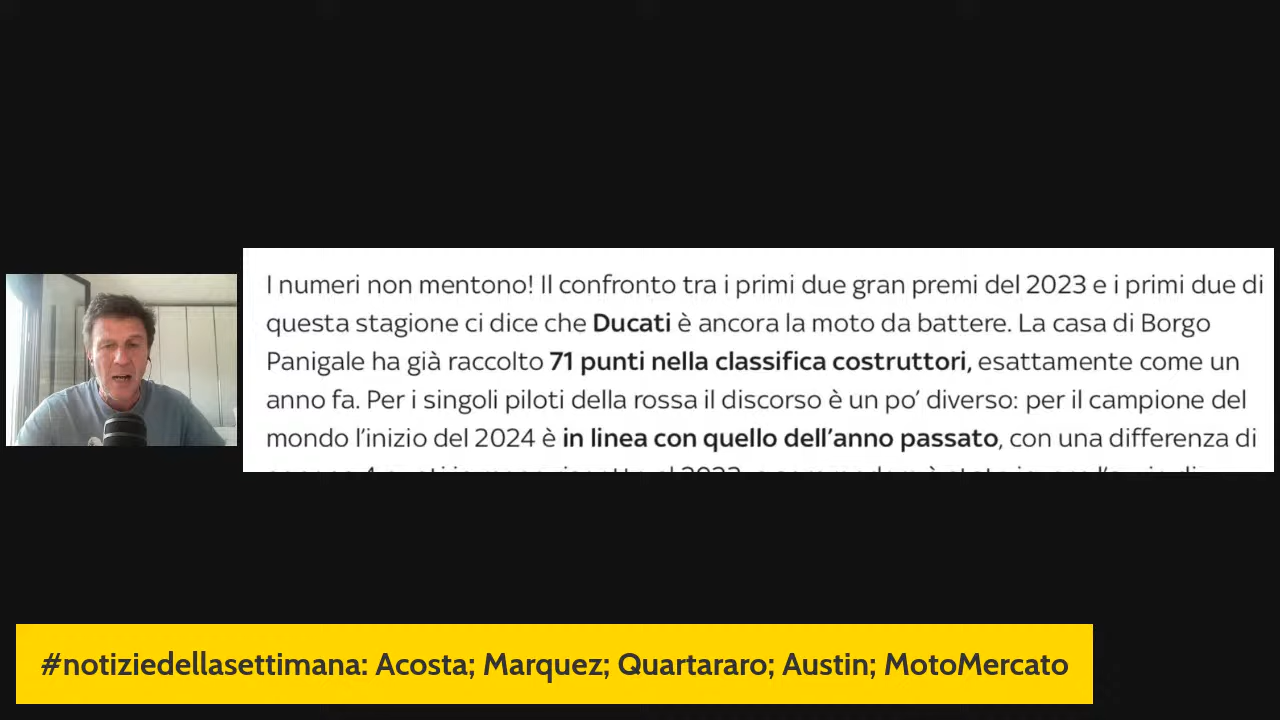 I numeri non mentono! Il confronto tra i primi due gran premi del 2023 e i primi due di
questa stagione ci dice che Ducati è ancora la moto da battere. La casa di Borgo
Panigale ha già raccolto 71 punti nella classifica costruttori, esattamente come un
anno fa. Per i singoli piloti della rossa il discorso è un po’ diverso: per il campione del
mondo l’inizio del 2024 è in linea con quello dell’anno passato, con una differenza di
#notiziedellasettimana: Acosta; Marquez; Quartararo; Austin; MotoMercato